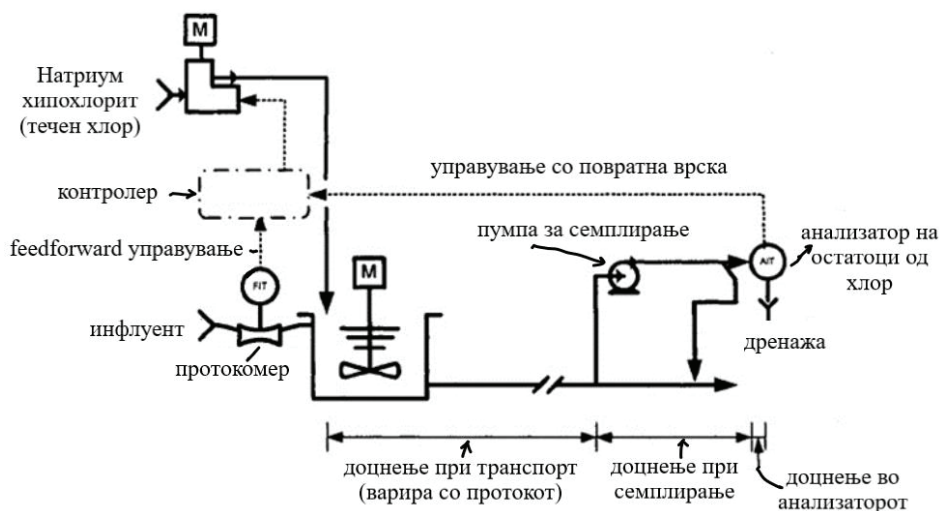 M
Натриум
хипохлорит
(течен хлор)
управување со повратна врска
контролер
пумпа за семплирање
feedforward управување
анализатор на
остатоци од
хлор
AIT
M
FIT
инфлуент
дренажа
протокомер
доцнење при транспорт
(варира со протокот)
доцнење при
семплирање
доцнење во
анализаторот